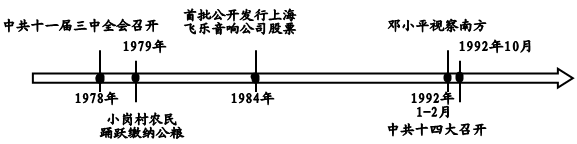 首批公开发行上海
飞乐音响公司股票
中共十一届三中全会召开
邓小平视察南方
1979年
1992年10月
1978年
1984年
1992年
1-2月
小岗村农民
踊跃缴纳公粮
中共十四大召开